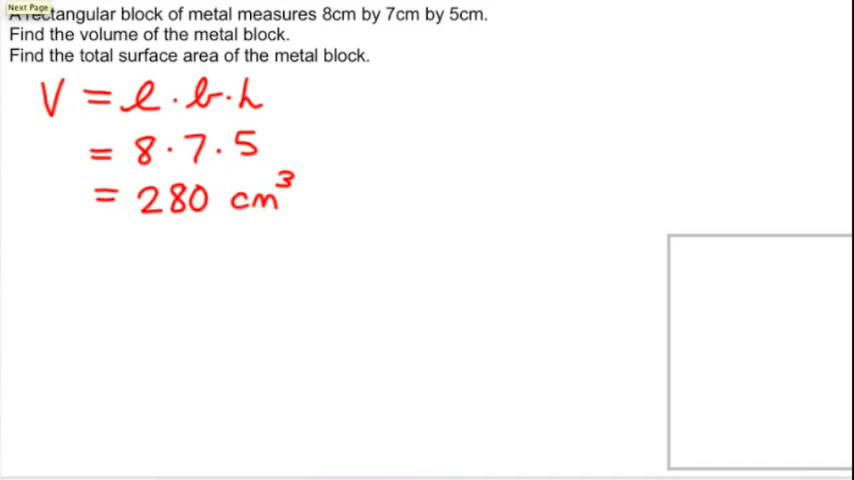 Next Page
A rectangular block of metal measures 8cm by 7cm by 5cm.
Find the volume of the metal block.
Find the total surface area of the metal block.
V = l · b · h
= 8 · 7 · 5
= 280 cm³